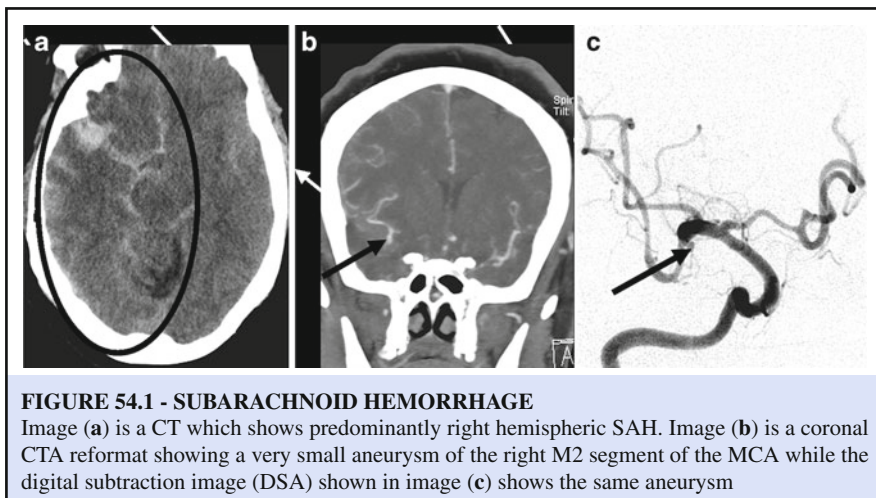 a
b
c
Spin
Tilt:
A
FIGURE 54.1 - SUBARACHNOID HEMORRHAGE
Image (a) is a CT which shows predominantly right hemispheric SAH. Image (b) is a coronal
CTA reformat showing a very small aneurysm of the right M2 segment of the MCA while the
digital subtraction image (DSA) shown in image (c) shows the same aneurysm